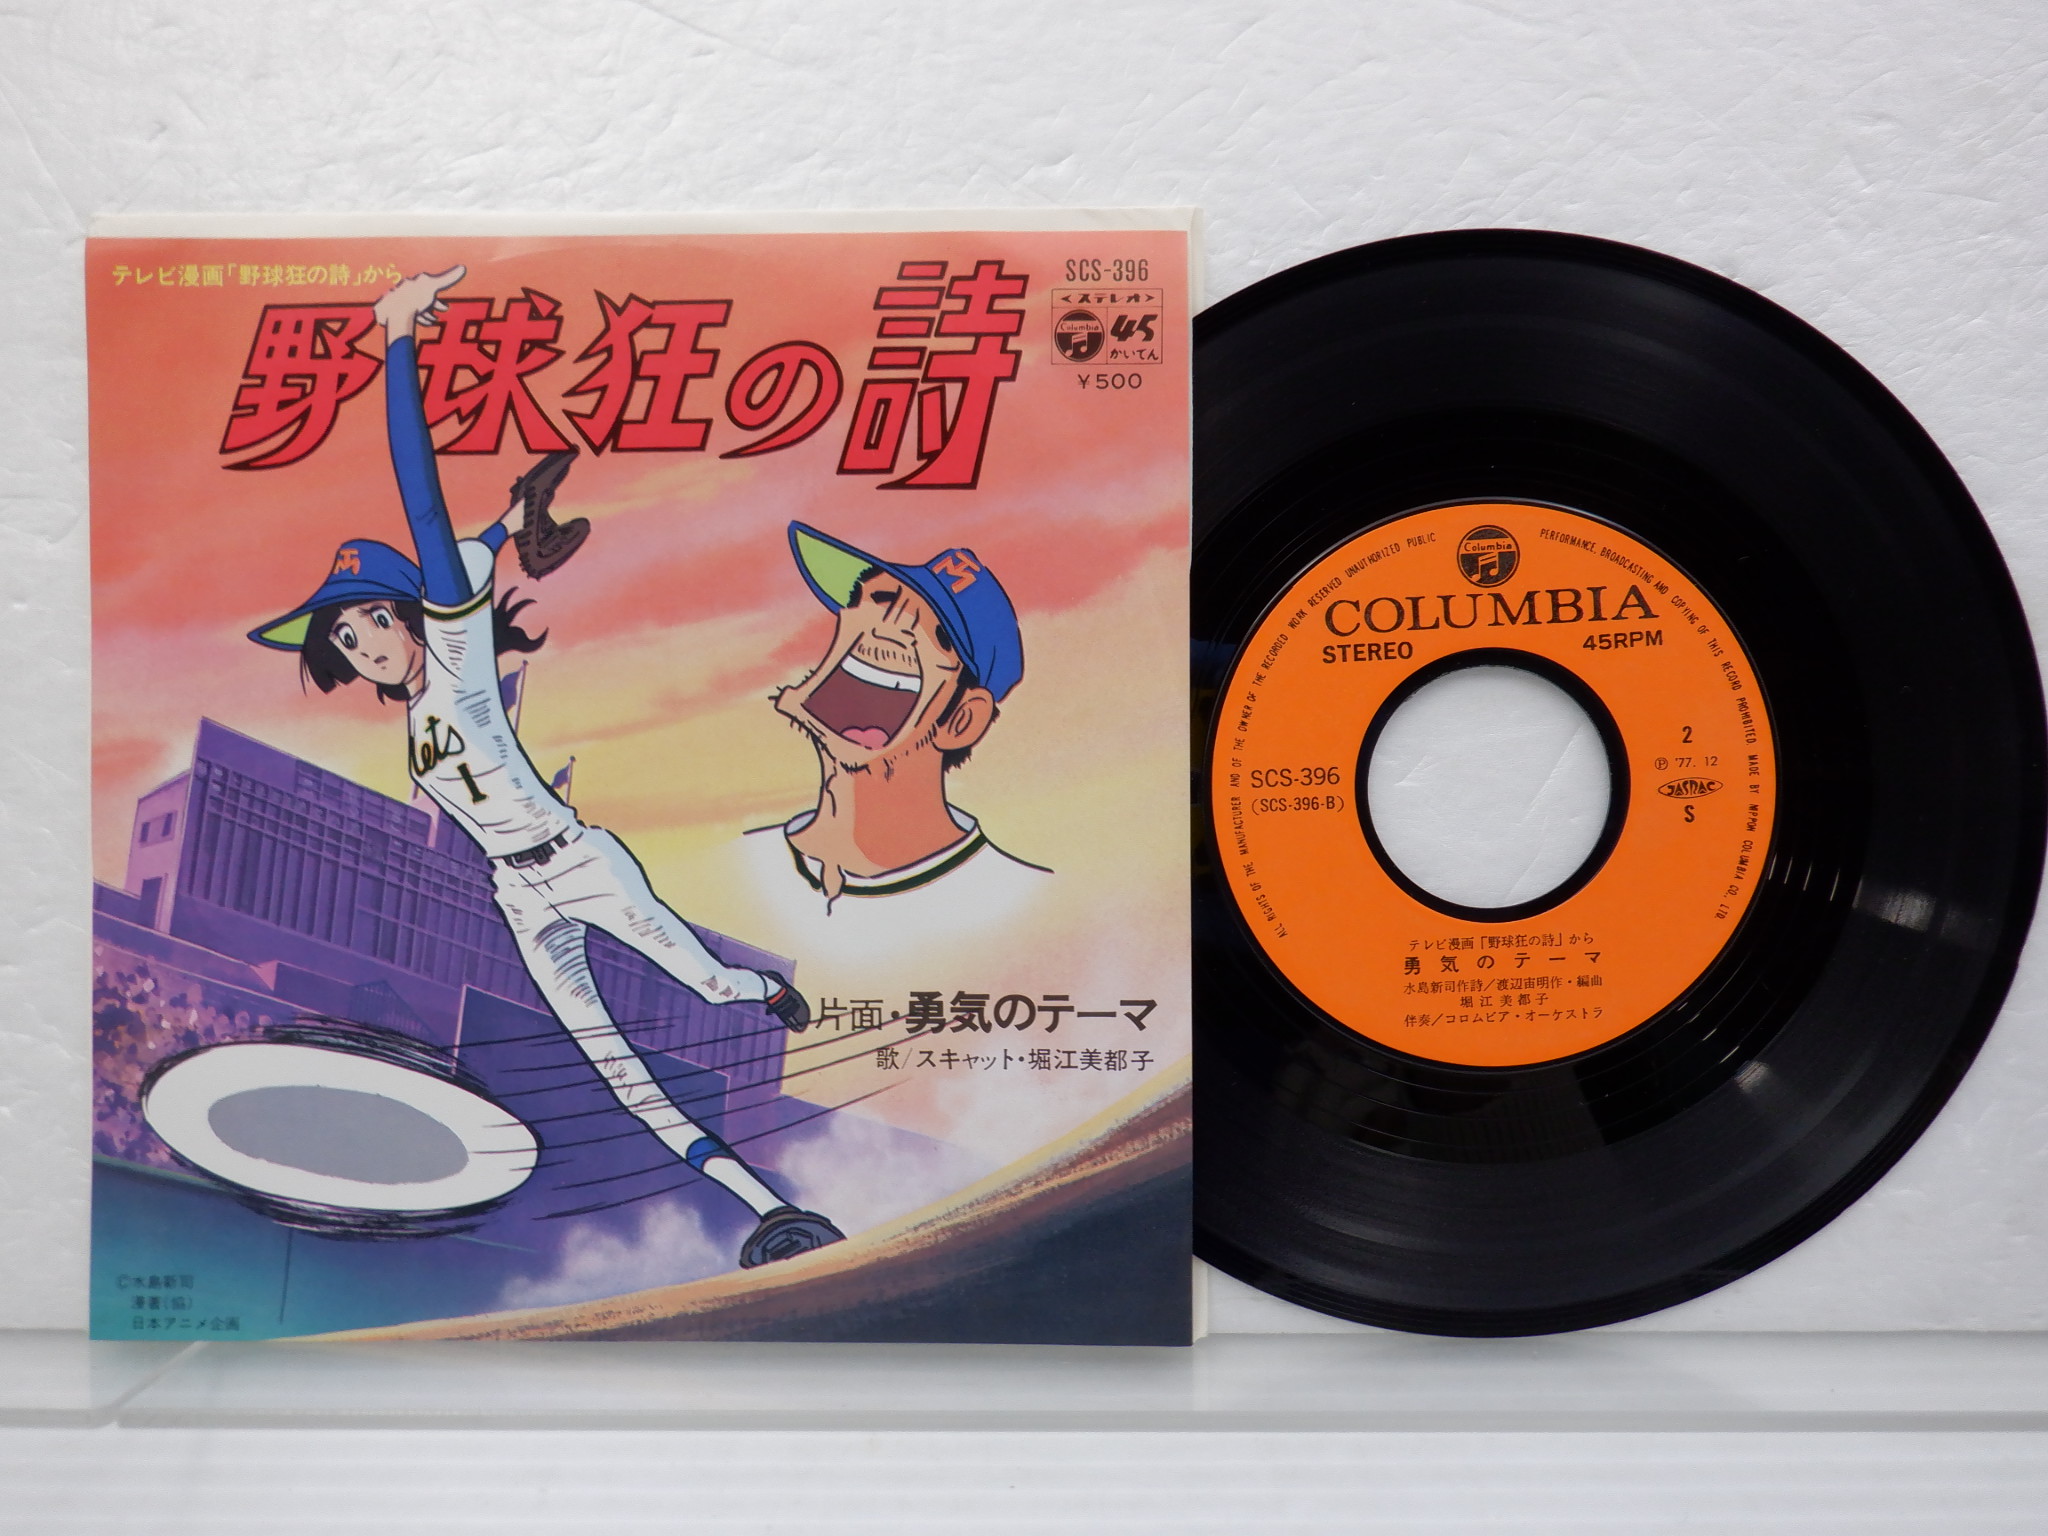 テレビ漫画「野球狂の詩」から
野球狂の詩
SCS-396
<ステレオ>
Columbia
45
かいてん
¥500
lets
1
片面・勇気のテーマ
歌/スキャット・堀江美都子
©水島新司
漫著(協)
日本アニメ企画
ALL RIGHTS OF THE MANUFACTURER AND OF THE OWNER OF THE RECORDED WORK RESERVED UNAUTHORIZED PUBLIC PERFORMANCE, BROADCASTING AND COPYING OF THIS RECORD PROHIBITED. MADE BY NIPPON COLUMBIA CO., LTD.
Columbia
COLUMBIA
STEREO 45RPM
2
SCS-396 ℗ '77. 12
(SCS-396-B) JASRAC
S
テレビ漫画「野球狂の詩」から
勇気のテーマ
水島新司作詩/渡辺宙明作・編曲
堀江美都子
伴奏/コロムビア・オーケストラ